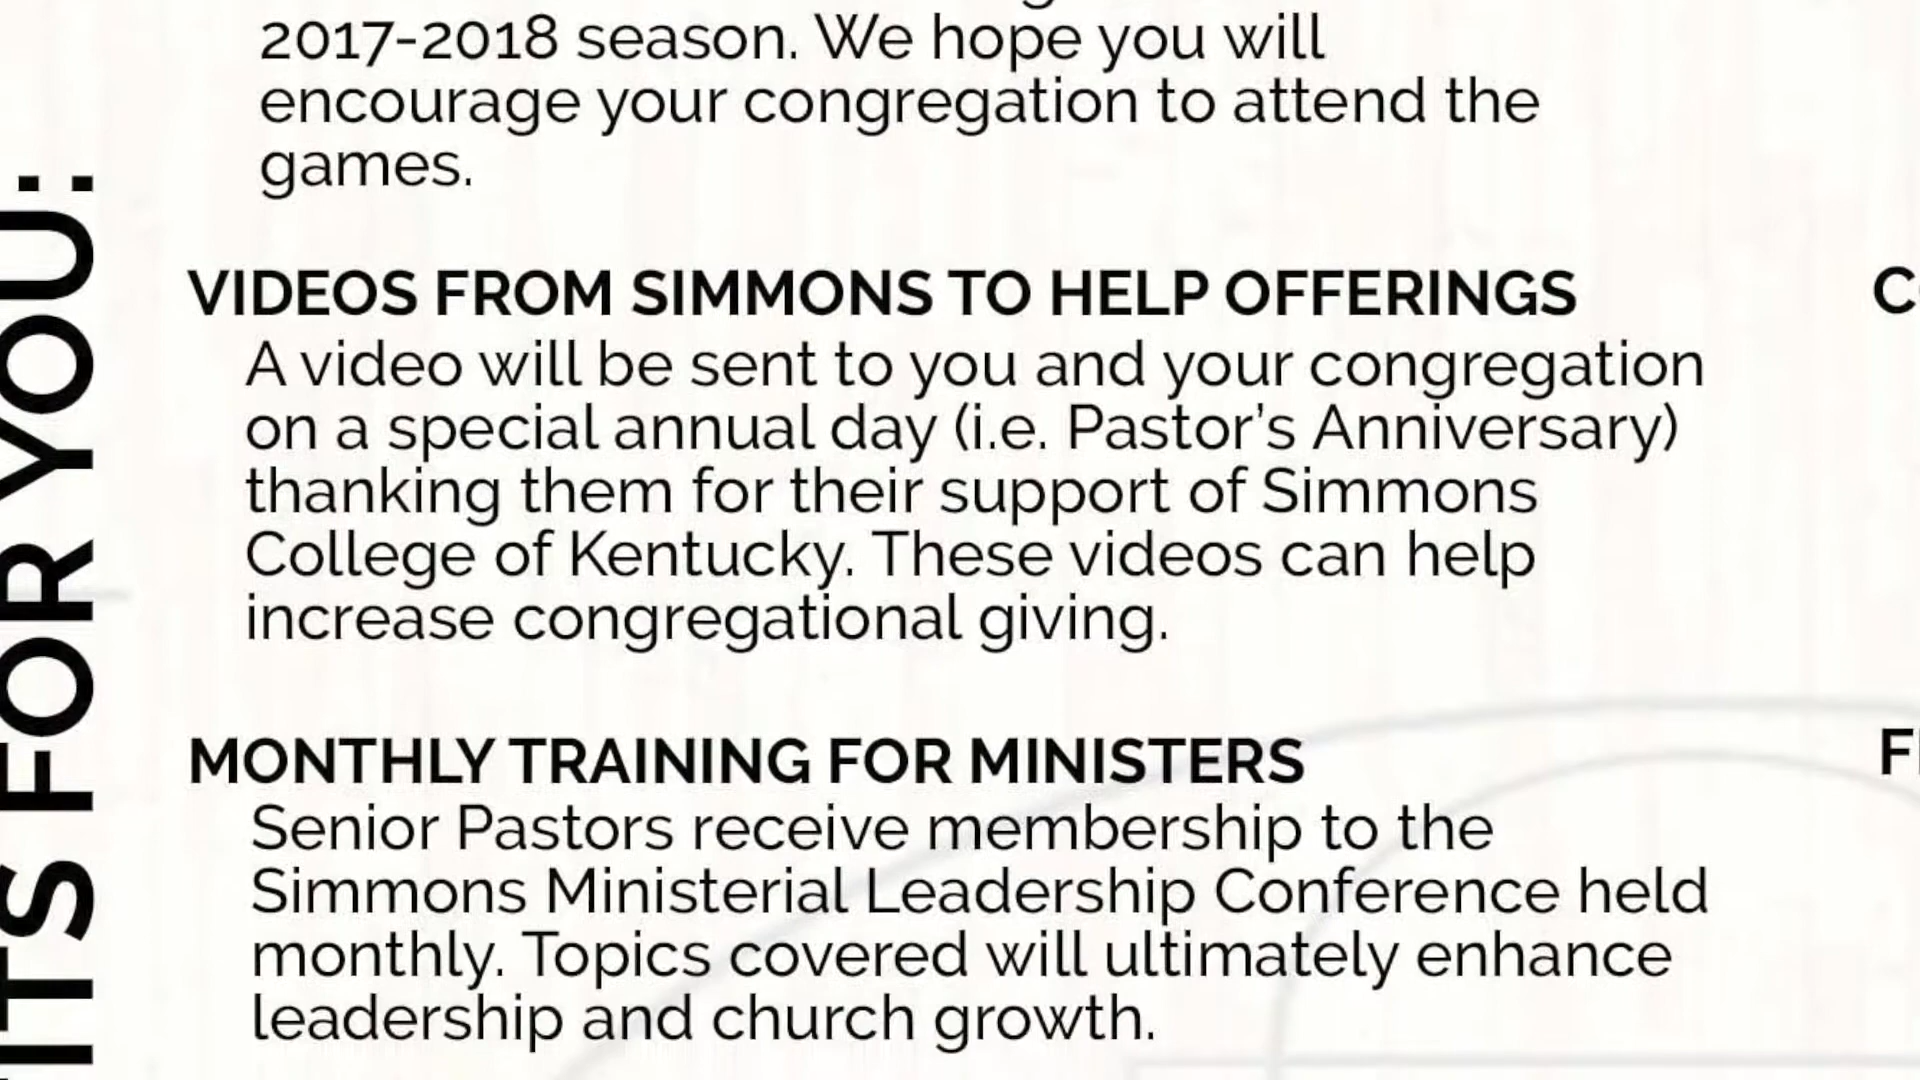 2017-2018 season. We hope you will
encourage your congregation to attend the
games.
VIDEOS FROM SIMMONS TO HELP OFFERINGS
A video will be sent to you and your congregation
on a special annual day (i.e. Pastor’s Anniversary)
thanking them for their support of Simmons
College of Kentucky. These videos can help
increase congregational giving.
MONTHLY TRAINING FOR MINISTERS
Senior Pastors receive membership to the
Simmons Ministerial Leadership Conference held
monthly. Topics covered will ultimately enhance
leadership and church growth.
FOR YOU: